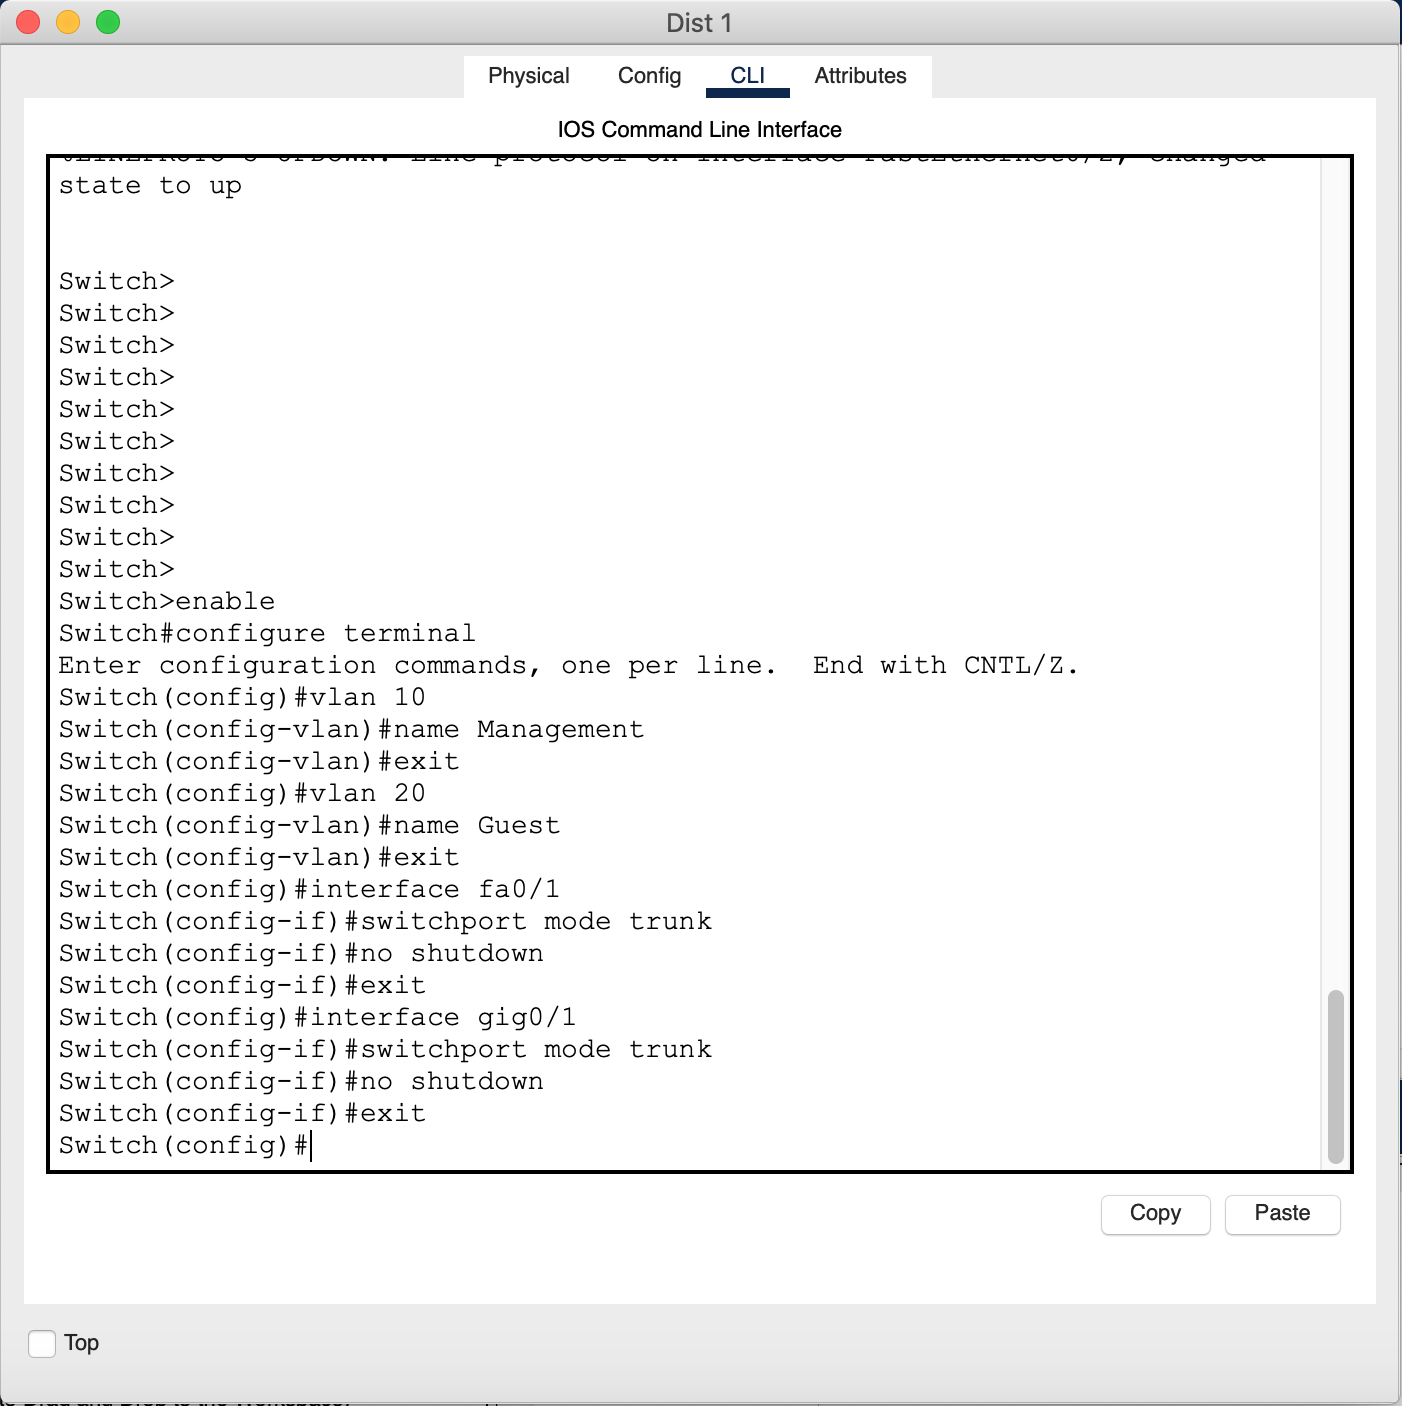 Dist 1
Physical Config CLI Attributes
IOS Command Line Interface
state to up
Switch>
Switch>
Switch>
Switch>
Switch>
Switch>
Switch>
Switch>
Switch>
Switch>
Switch>enable
Switch#configure terminal
Enter configuration commands, one per line.  End with CNTL/Z.
Switch(config)#vlan 10
Switch(config-vlan)#name Management
Switch(config-vlan)#exit
Switch(config)#vlan 20
Switch(config-vlan)#name Guest
Switch(config-vlan)#exit
Switch(config)#interface fa0/1
Switch(config-if)#switchport mode trunk
Switch(config-if)#no shutdown
Switch(config-if)#exit
Switch(config)#interface gig0/1
Switch(config-if)#switchport mode trunk
Switch(config-if)#no shutdown
Switch(config-if)#exit
Switch(config)#
Copy Paste
Top